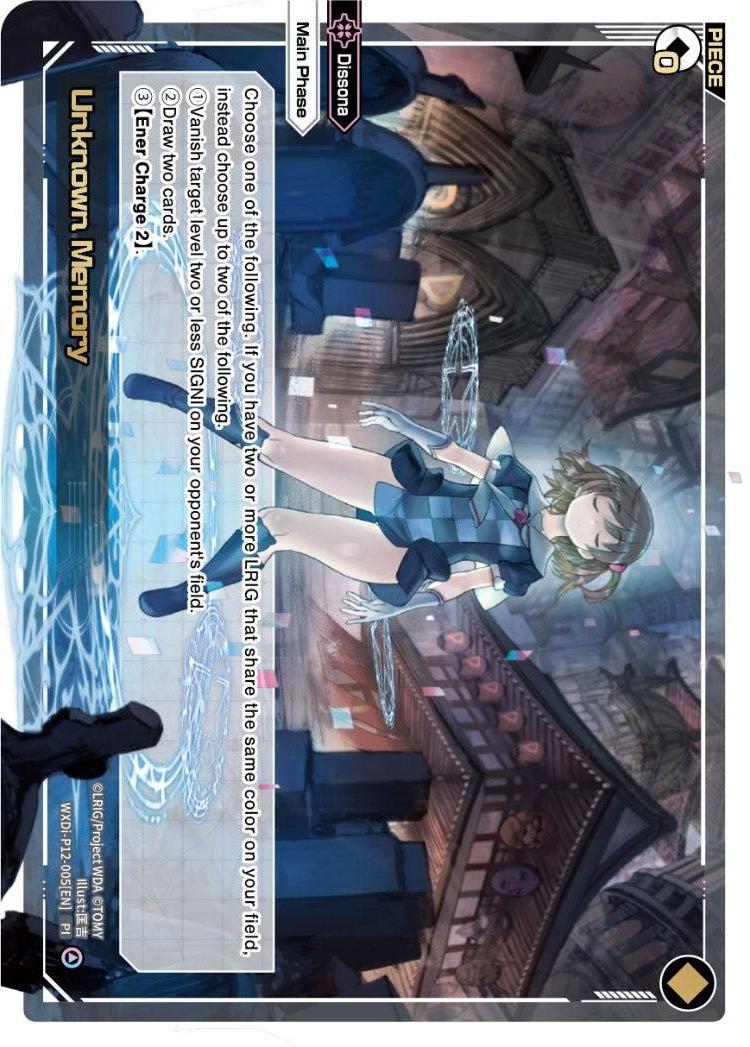 PIECE
0
Dissona
Main Phase
Choose one of the following. If you have two or more LRIG that share the same color on your field,
instead choose up to two of the following.
①Vanish target level two or less SIGNI on your opponent's field.
②Draw two cards.
③【Ener Charge 2】.
Unknown Memory
©LRIG/Project WDA ©TOMY
Illust:匡吉
WXDi-P12-005[EN] PI